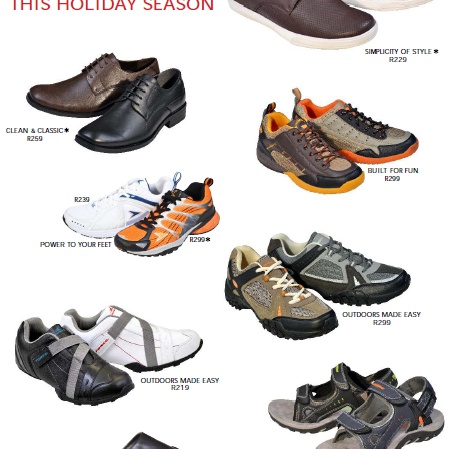 THIS HOLIDAY SEASON
SIMPLICITY OF STYLE *
R229
CLEAN & CLASSIC*
R259
BUILT FOR FUN
R299
R239
POWER TO YOUR FEET
R299*
OUTDOORS MADE EASY
R299
OUTDOORS MADE EASY
R219